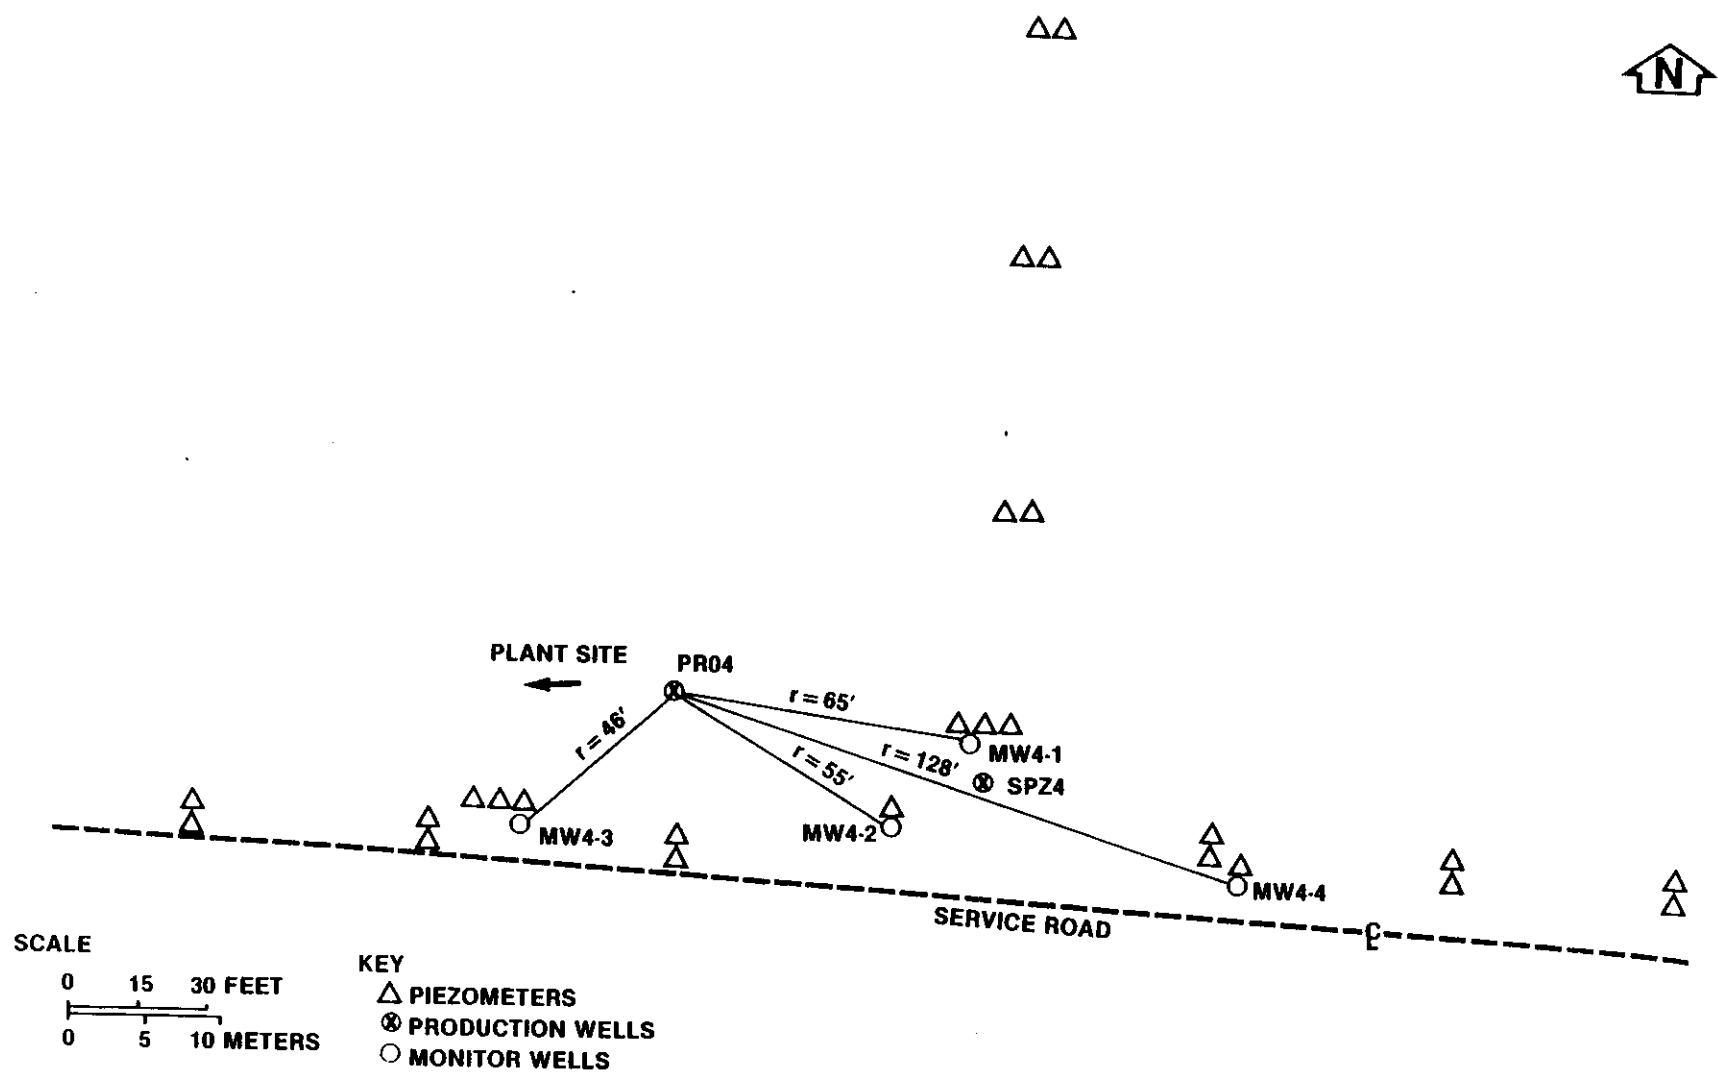 N
PLANT SITE
PR04
r = 65'
r = 46'
r = 55'
r = 128'
MW4-1
SPZ4
MW4-3
MW4-2
MW4-4
SERVICE ROAD
℄
SCALE
0 15 30 FEET
0 5 10 METERS
KEY
PIEZOMETERS
PRODUCTION WELLS
MONITOR WELLS